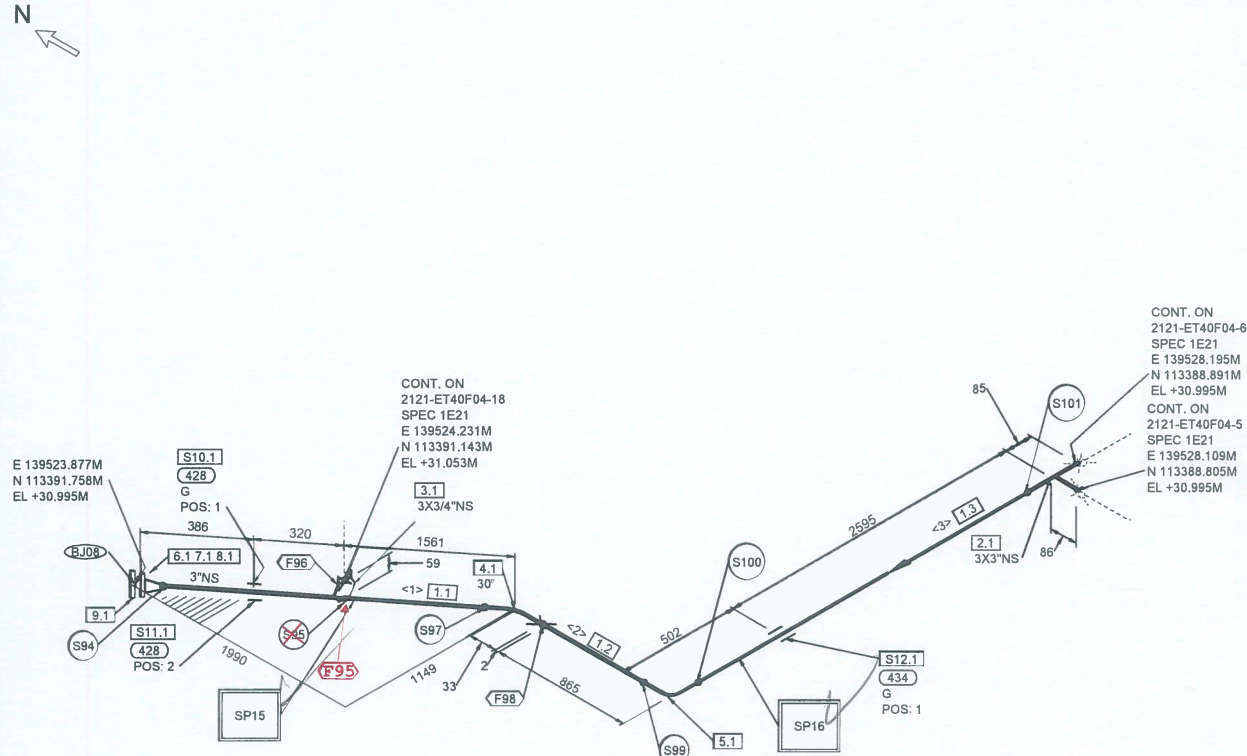 N
CONT. ON
2121-ET40F04-6
SPEC 1E21
E 139528.195M
N 113388.891M
EL +30.995M
CONT. ON
2121-ET40F04-5
SPEC 1E21
E 139528.109M
N 113388.805M
EL +30.995M
85
S101
CONT. ON
2121-ET40F04-18
SPEC 1E21
E 139524.231M
N 113391.143M
EL +31.053M
E 139523.877M
N 113391.758M
EL +30.995M
S10.1
428
G
POS: 1
3.1
3X3/4"NS
2595
<3> 1.3
386
320
1561
2.1
3X3"NS
86
BJ08
6.1 7.1 8.1
3"NS
F96
59
4.1
30°
S100
<1> 1.1
9.1
S94
S11.1
428
POS: 2
S95
S97
<2> 1.2
502
1990
F95
1149
33
2
F98
865
S12.1
434
G
POS: 1
SP15
SP16
5.1
S99